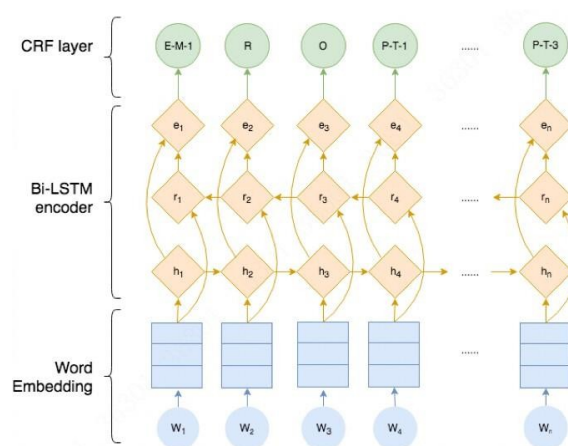 CRF layer
E-M-1 R O P-T-1 ...... P-T-3
e1 e2 e3 e4 ...... en
Bi-LSTM
encoder
r1 r2 r3 r4 ...... rn
h1 h2 h3 h4 ...... hn
Word
Embedding
......
W1 W2 W3 W4 ...... Wn